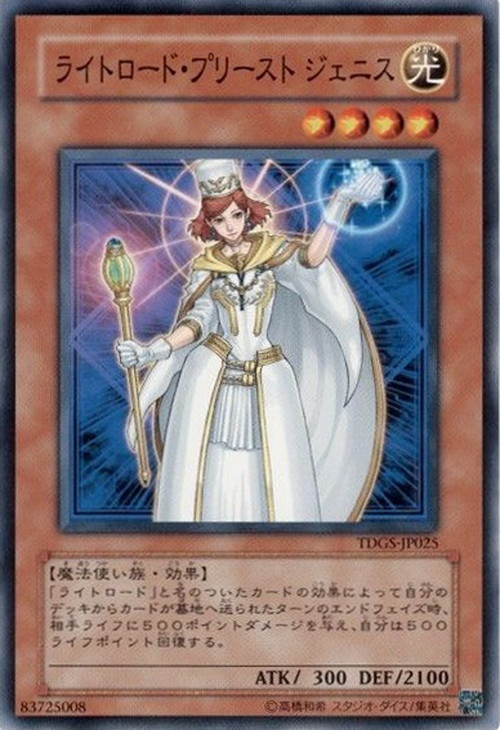 ライトロード・プリースト ジェニス
ひかり
光
TDGS-JP025
【魔法使い族・効果】
「ライトロード」と名のついたカードの効果によって自分の
デッキからカードが墓地へ送られたターンのエンドフェイズ時、
相手ライフに500ポイントダメージを与え、自分は500
ライフポイント回復する。
ATK/ 300 DEF/2100
83725008
©高橋和希 スタジオ・ダイス/集英社